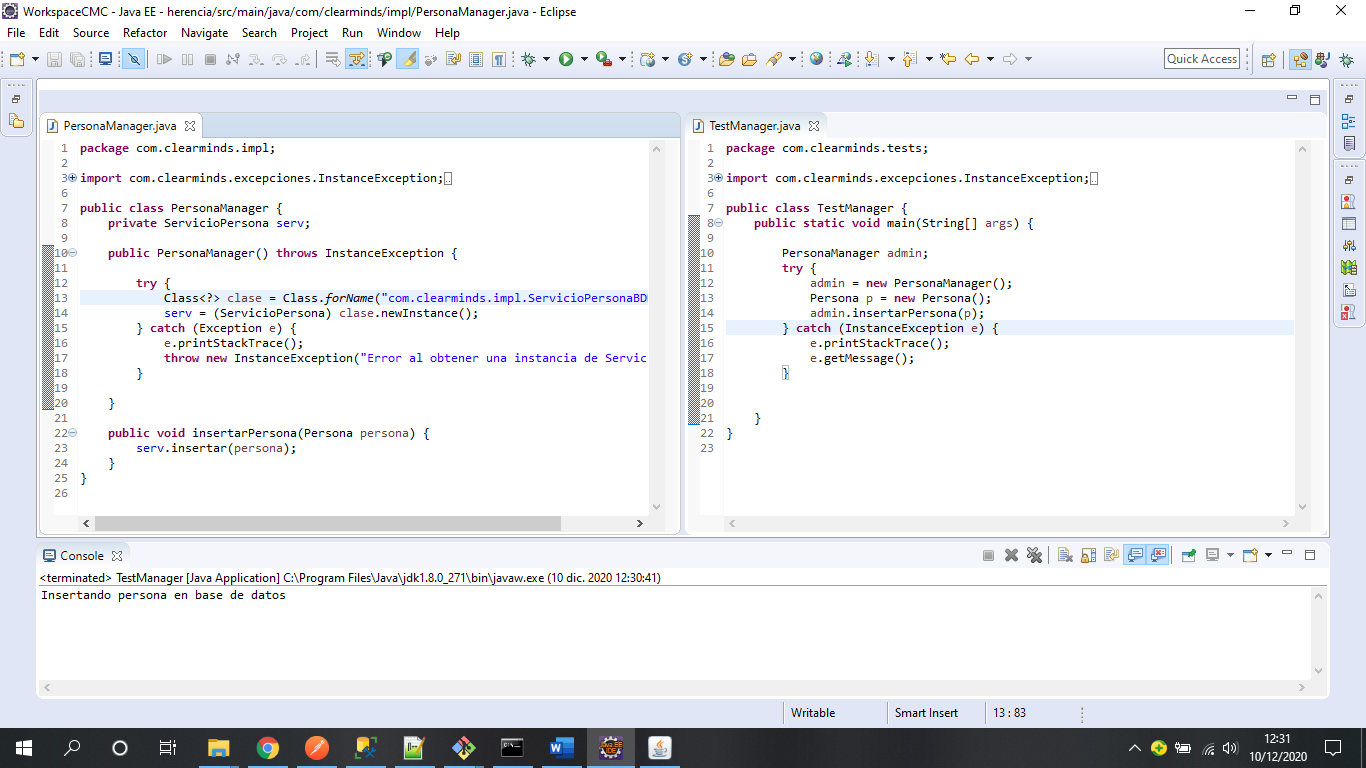 WorkspaceCMC - Java EE - herencia/src/main/java/com/clearminds/impl/PersonaManager.java - Eclipse
File Edit Source Refactor Navigate Search Project Run Window Help
Quick Access
PersonaManager.java
1 package com.clearminds.impl;
2
3 import com.clearminds.excepciones.InstanceException;
6
7 public class PersonaManager {
8 private ServicioPersona serv;
9
10 public PersonaManager() throws InstanceException {
11
12 try {
13 Class<?> clase = Class.forName("com.clearminds.impl.ServicioPersonaBD
14 serv = (ServicioPersona) clase.newInstance();
15 } catch (Exception e) {
16 e.printStackTrace();
17 throw new InstanceException("Error al obtener una instancia de Servic
18 }
19
20 }
21
22 public void insertarPersona(Persona persona) {
23 serv.insertar(persona);
24 }
25 }
26
TestManager.java
1 package com.clearminds.tests;
2
3 import com.clearminds.excepciones.InstanceException;
6
7 public class TestManager {
8 public static void main(String[] args) {
9
10 PersonaManager admin;
11 try {
12 admin = new PersonaManager();
13 Persona p = new Persona();
14 admin.insertarPersona(p);
15 } catch (InstanceException e) {
16 e.printStackTrace();
17 e.getMessage();
18 }
19
20
21 }
22 }
23
Console
<terminated> TestManager [Java Application] C:\Program Files\Java\jdk1.8.0_271\bin\javaw.exe (10 dic. 2020 12:30:41)
Insertando persona en base de datos
Writable
Smart Insert
13 : 83
12:31
10/12/2020